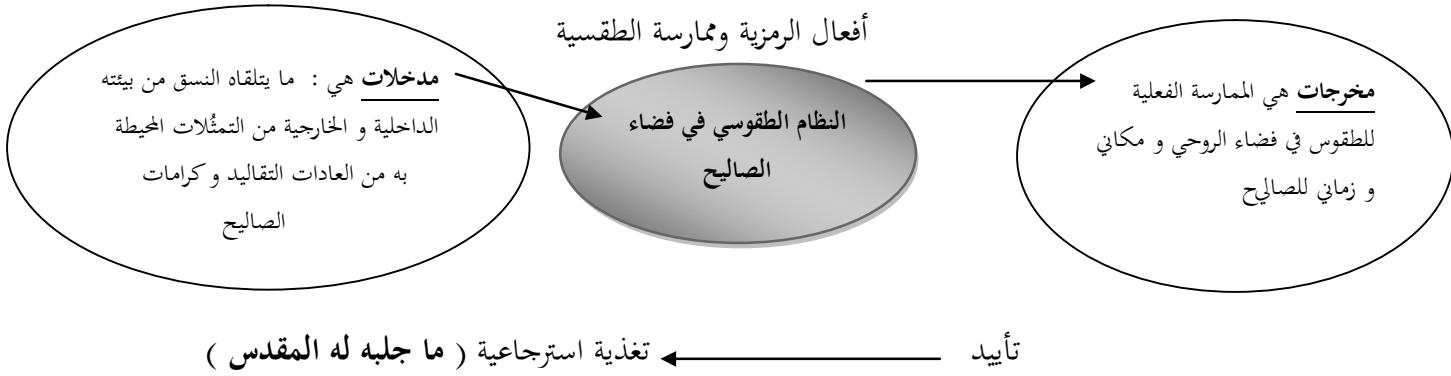 أفعال الرمزية وممارسة الطقسية
مدخلات هي : ما يتلقاه النسق من بيئته
الداخلية و الخارجية من التمثُلات المحيطة
به من العادات التقاليد و كرامات
الصاليح
النظام الطقوسي في فضاء
الصاليح
مخرجات هي الممارسة الفعلية
للطقوس في فضاء الروحي و مكاني
و زماني للصاليح
تأييد
تغذية استرجاعية ( ما جلبه له المقدس )